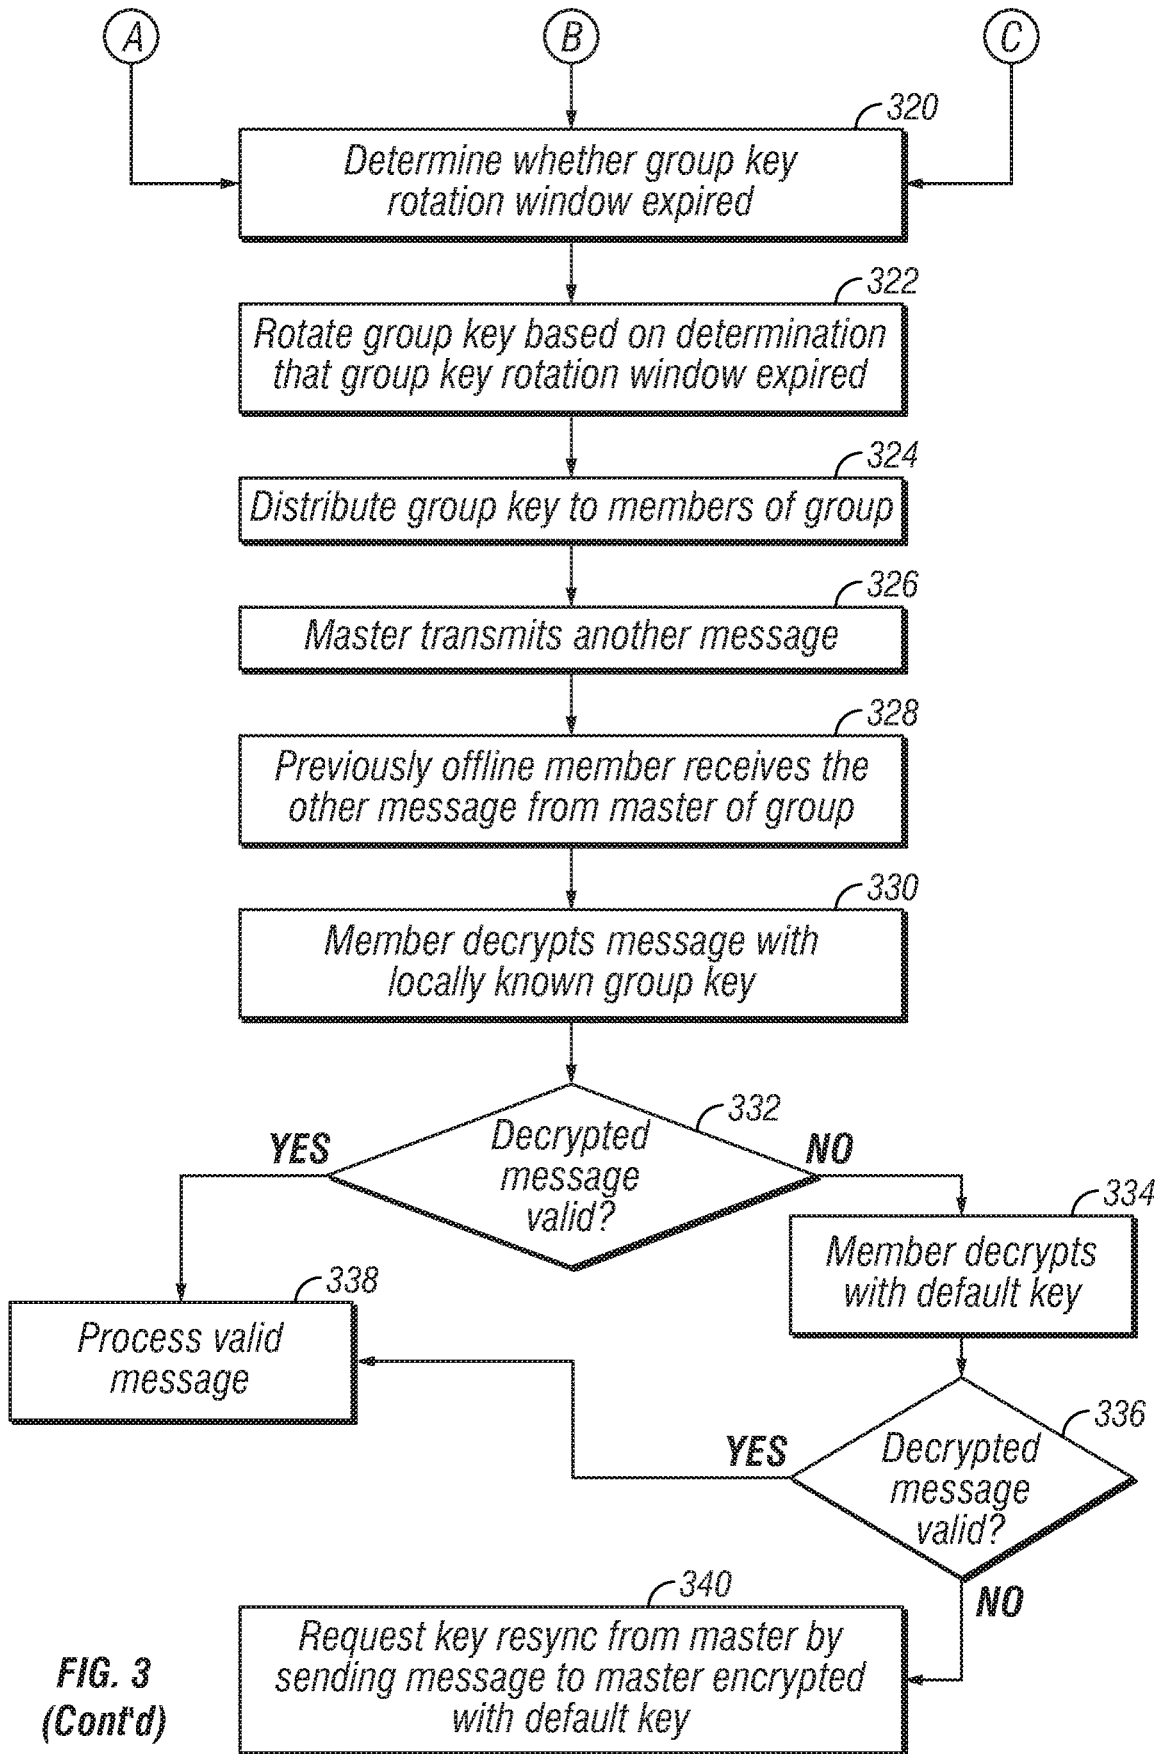 A
B
C
320
Determine whether group key
rotation window expired
322
Rotate group key based on determination
that group key rotation window expired
324
Distribute group key to members of group
326
Master transmits another message
328
Previously offline member receives the
other message from master of group
330
Member decrypts message with
locally known group key
332
YES
Decrypted
message
valid?
NO
334
Member decrypts
with default key
338
Process valid
message
336
YES
Decrypted
message
valid?
NO
340
Request key resync from master by
sending message to master encrypted
with default key
FIG. 3
(Cont'd)